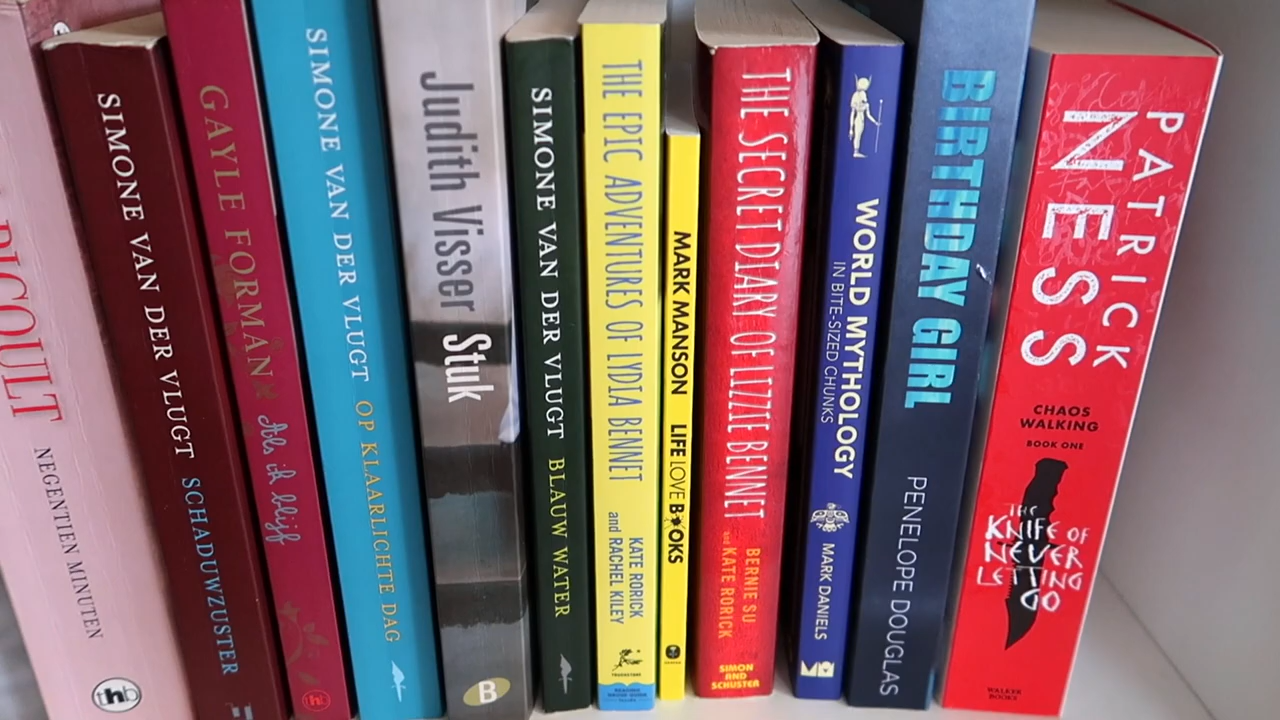 PICOULT
NEGENTIEN MINUTEN
hb
SIMONE VAN DER VLUGT SCHADUWZUSTER
GAYLE FORMAN Als ik blijf
SIMONE VAN DER VLUGT OP KLAARLICHTE DAG
Judith Visser Stuk
B
SIMONE VAN DER VLUGT BLAUW WATER
THE EPIC ADVENTURES OF LYDIA BENNET
KATE RORICK
and RACHEL KILEY
MARK MANSON LIFE LOVE B*OKS
THE SECRET DIARY OF LIZZIE BENNET
BERNIE SU
and KATE RORICK
SIMON
AND
SCHUSTER
WORLD MYTHOLOGY
IN BITE-SIZED CHUNKS
MARK DANIELS
BIRTHDAY GIRL
PENELOPE DOUGLAS
PATRICK
NESS
CHAOS
WALKING
BOOK ONE
THE
KNIFE OF
NEVER
LETTING
GO
WALKER
BOOKS